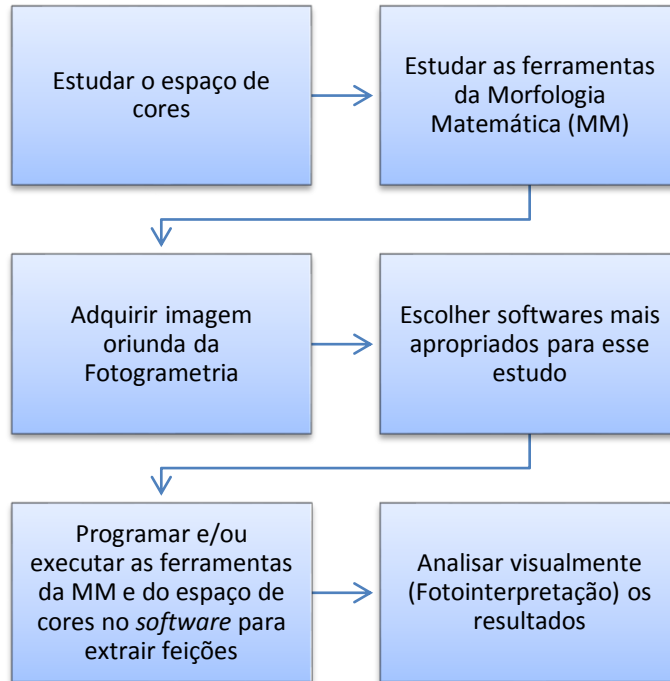 Estudar o espaço de
cores
Estudar as ferramentas
da Morfologia
Matemática (MM)
Adquirir imagem
oriunda da
Fotogrametria
Escolher softwares mais
apropriados para esse
estudo
Programar e/ou
executar as ferramentas
da MM e do espaço de
cores no software para
extrair feições
Analisar visualmente
(Fotointerpretação) os
resultados